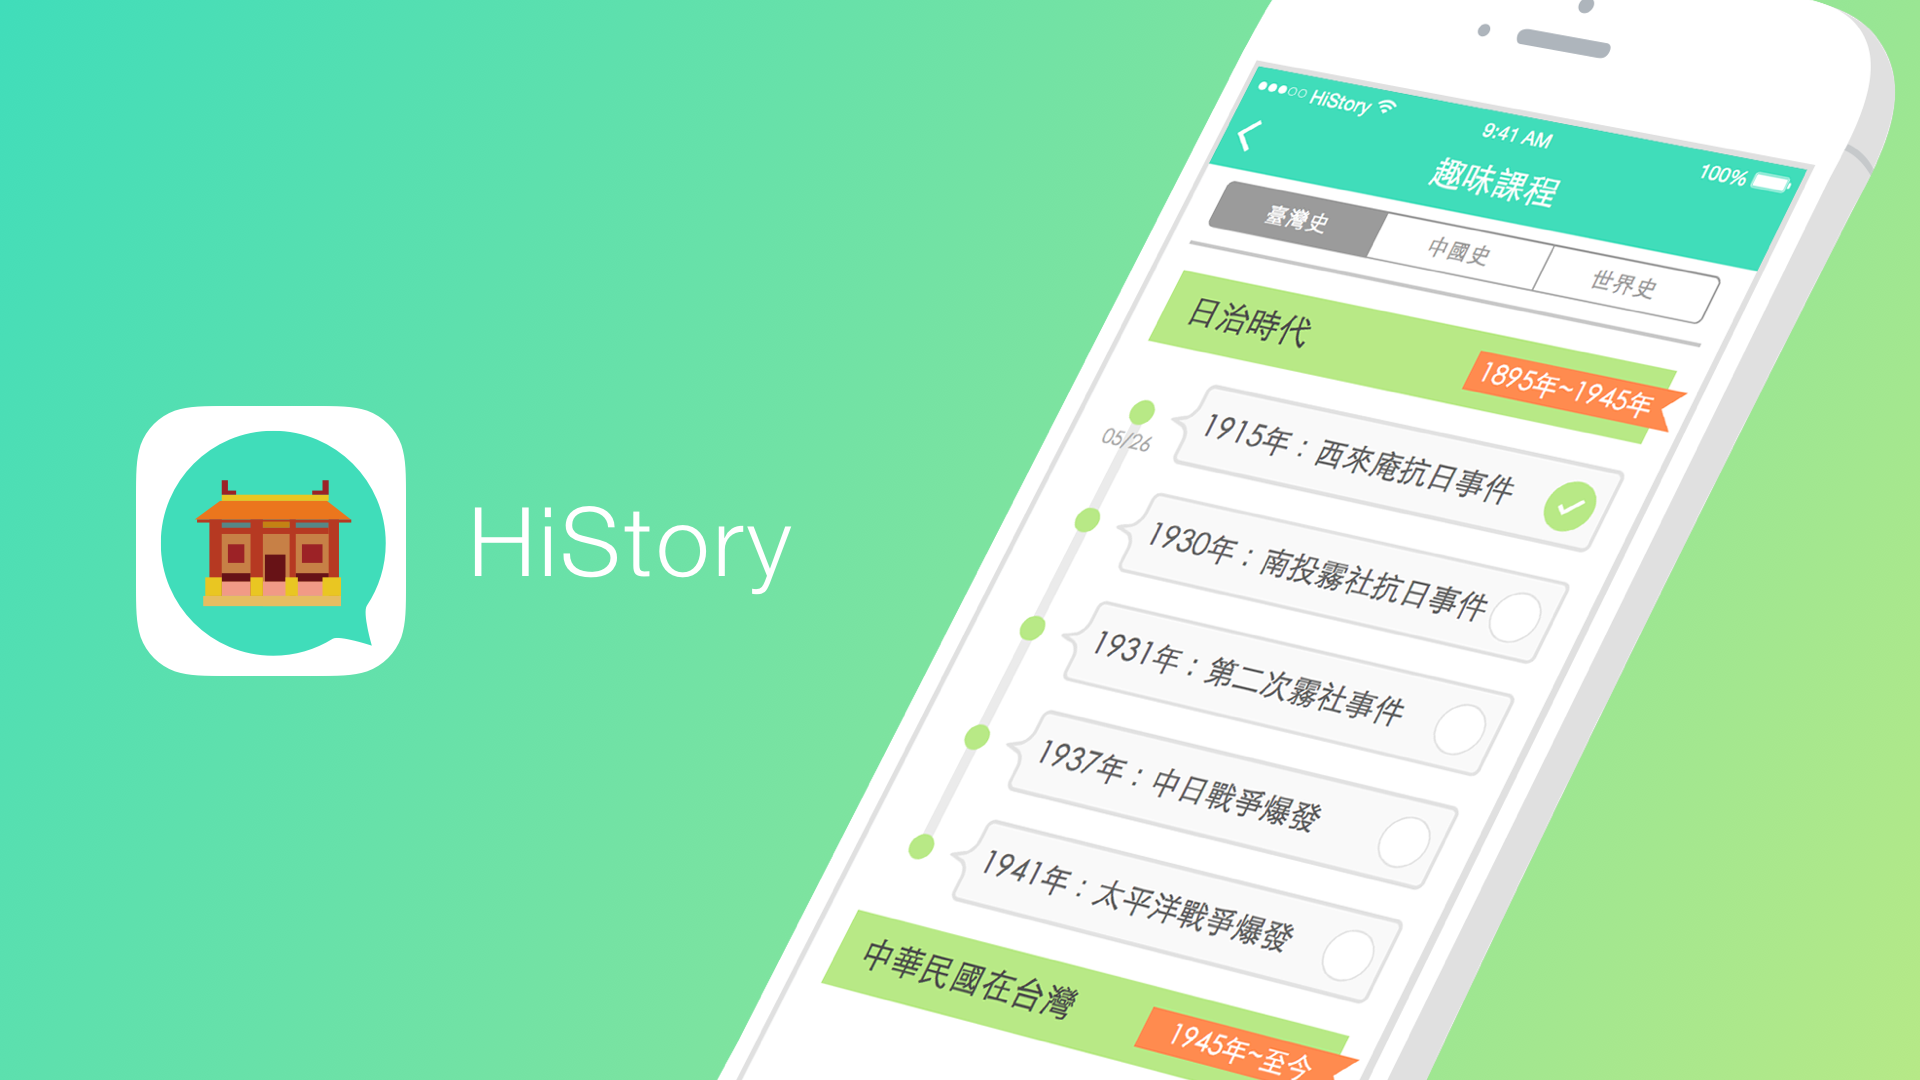 HiStory
HiStory
9:41 AM
100%
趣味課程
臺灣史
中國史
世界史
日治時代
1895年~1945年
05/26
1915年：西來庵抗日事件
1930年：南投霧社抗日事件
1931年：第二次霧社事件
1937年：中日戰爭爆發
1941年：太平洋戰爭爆發
中華民國在台灣
1945年~至今